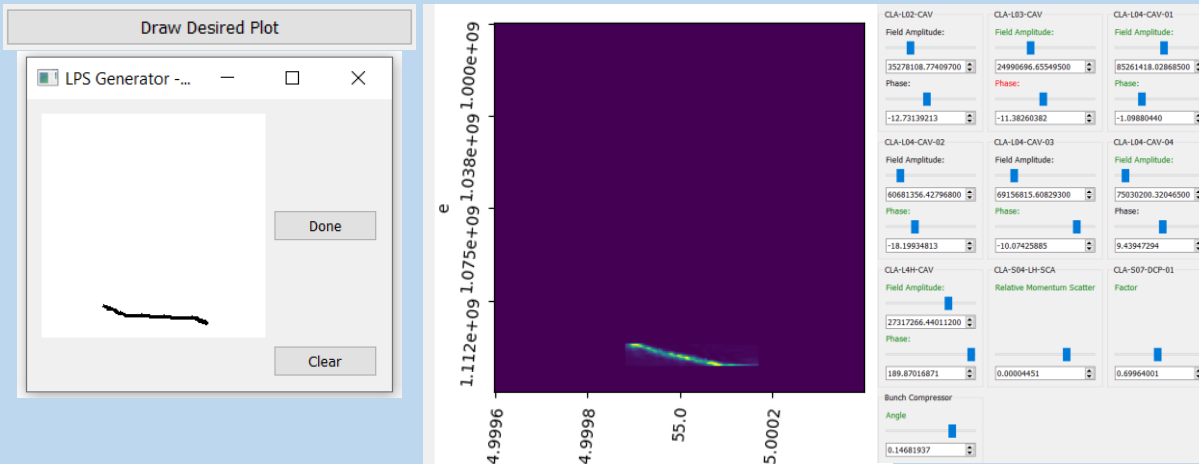 Draw Desired Plot
LPS Generator -...
Done
Clear
1.000e+09
1.038e+09
1.075e+09
1.112e+09
e
4.9996
4.9998
55.0
5.0002
CLA-L02-CAV
Field Amplitude:
35278108.77409700
Phase:
-12.73139213
CLA-L03-CAV
Field Amplitude:
24990696.65549500
Phase:
-11.38260382
CLA-L04-CAV-01
Field Amplitude:
85261418.02868500
Phase:
-1.09880440
CLA-L04-CAV-02
Field Amplitude:
60681356.42796800
Phase:
-18.19934813
CLA-L04-CAV-03
Field Amplitude:
69156815.60829300
Phase:
-10.07425885
CLA-L04-CAV-04
Field Amplitude:
75030200.32046500
Phase:
9.43947294
CLA-L4H-CAV
Field Amplitude:
27317266.44011200
Phase:
189.87016871
CLA-S04-LH-SCA
Relative Momentum Scatter
0.00004451
CLA-S07-DCP-01
Factor
0.69964001
Bunch Compressor
Angle
0.14681937